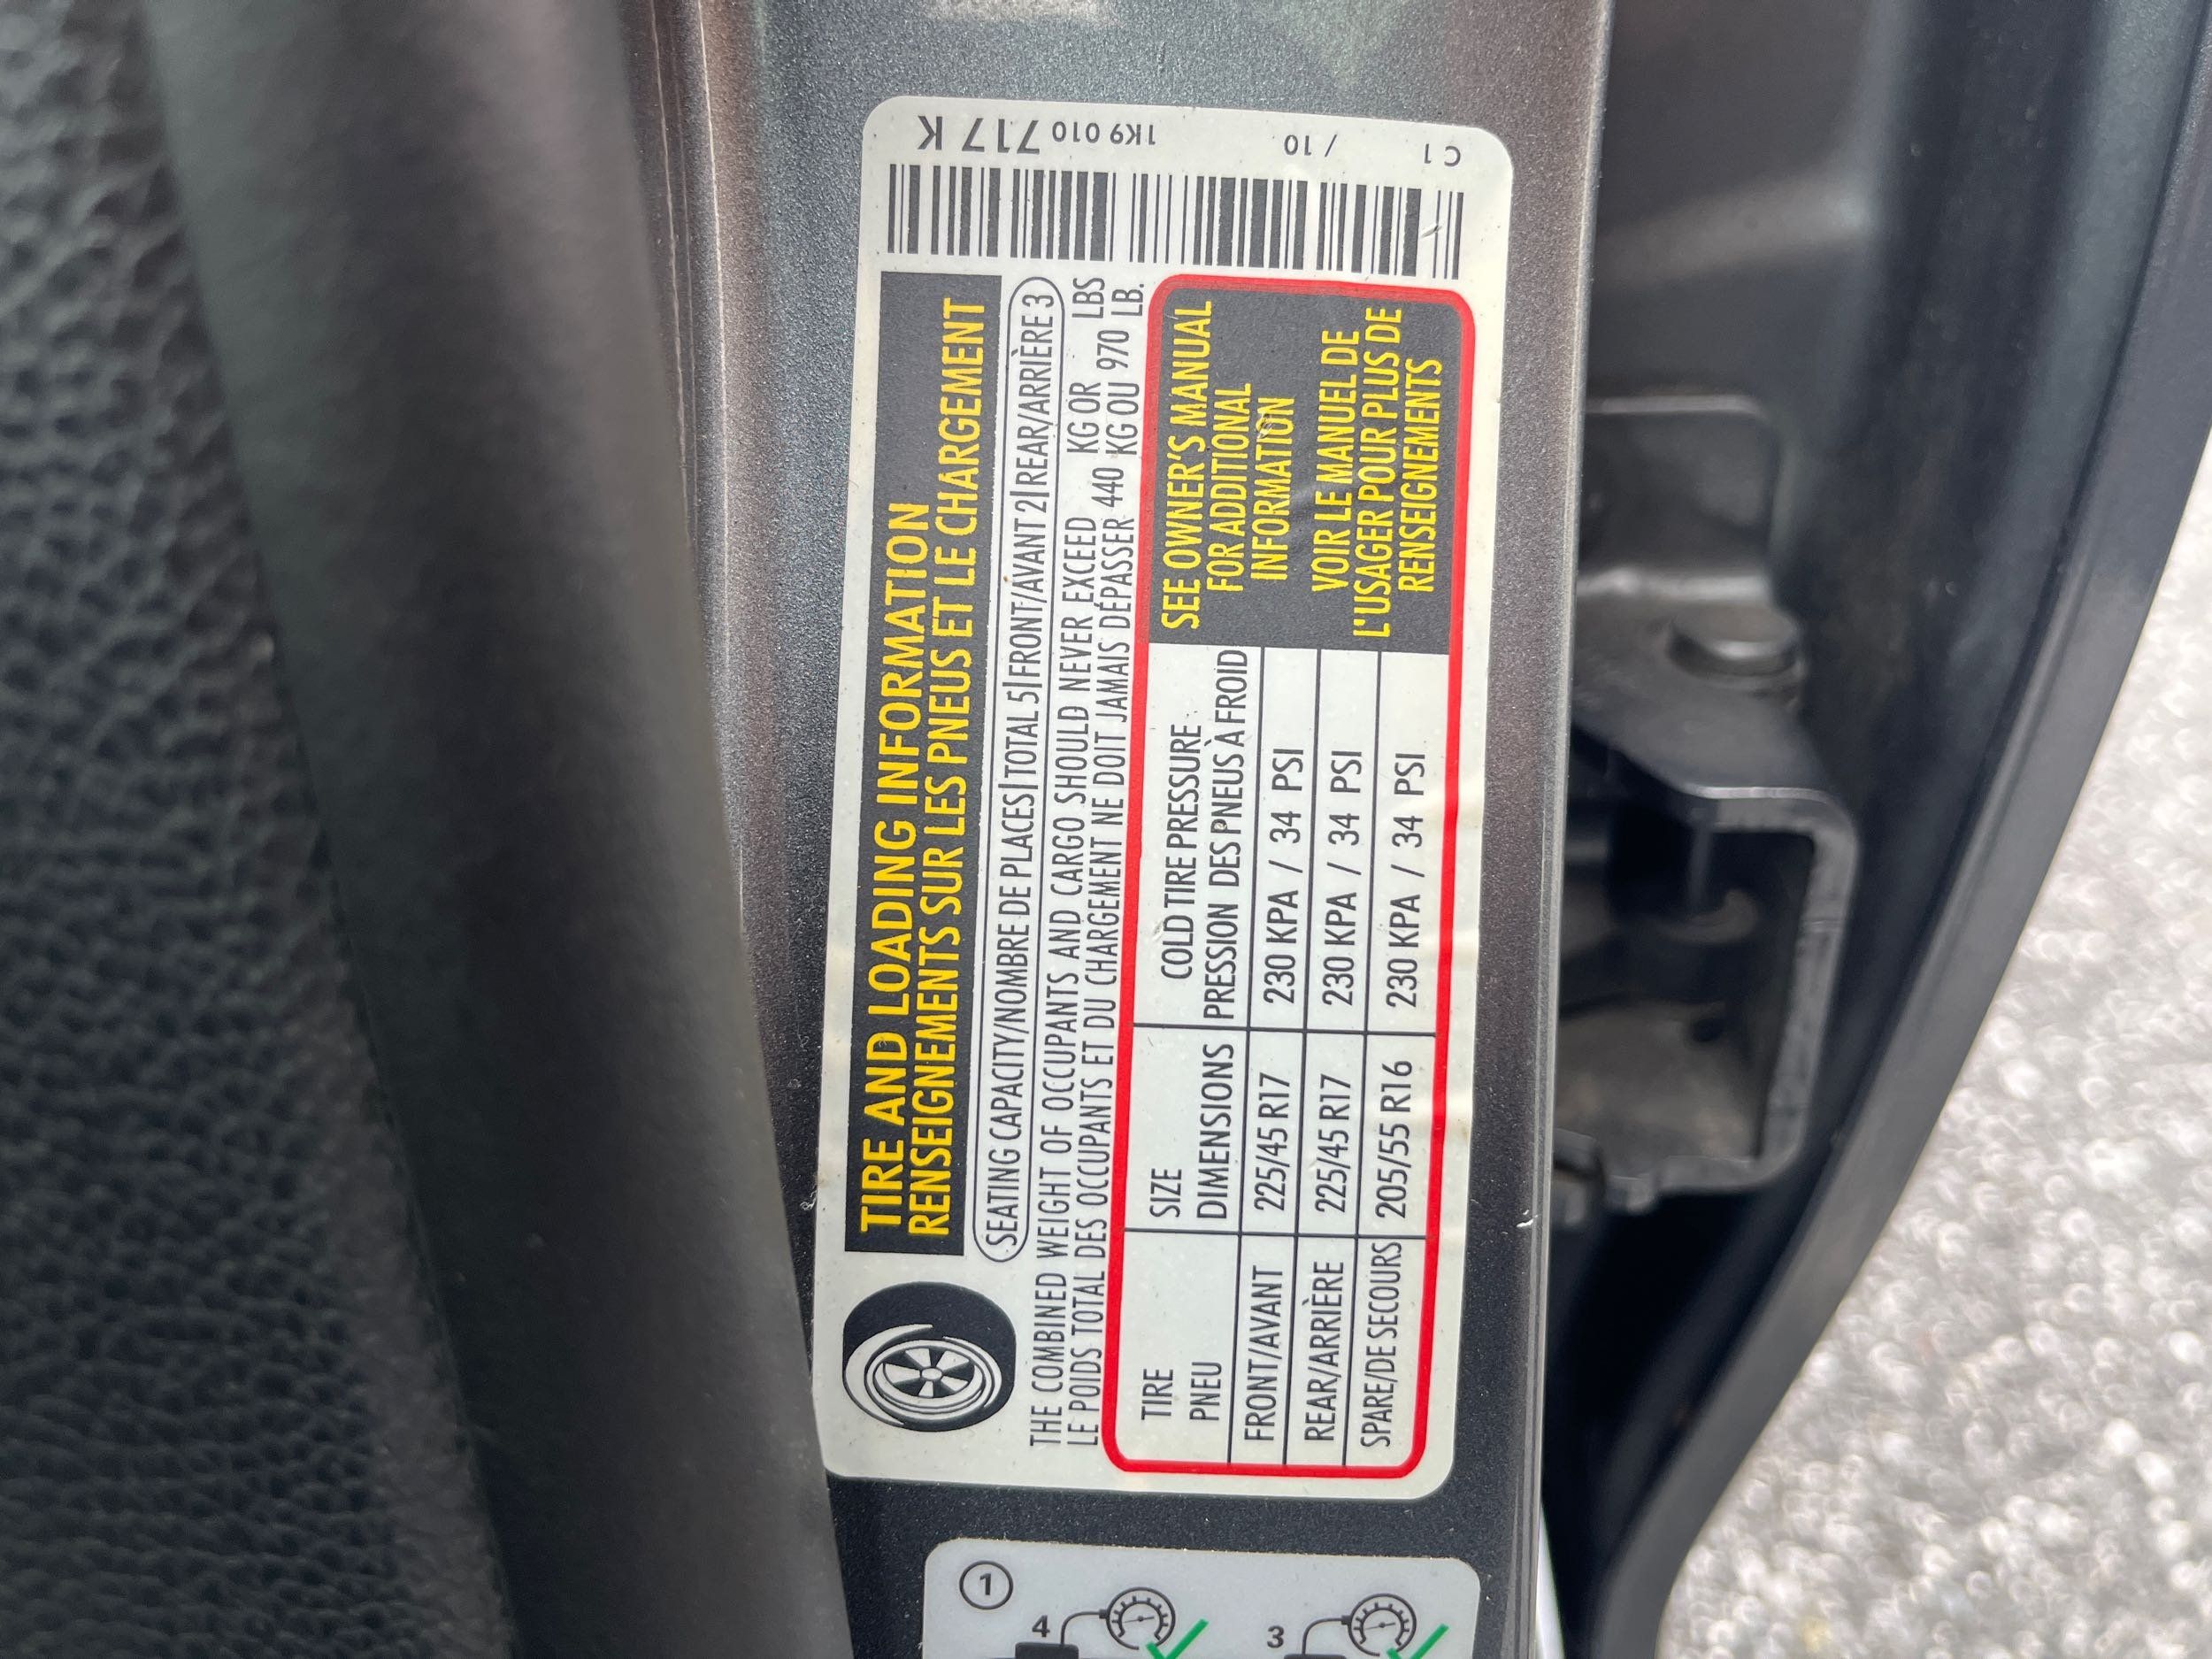 TIRE AND LOADING INFORMATION
RENSEIGNEMENTS SUR LES PNEUS ET LE CHARGEMENT
SEATING CAPACITY/NOMBRE DE PLACES|TOTAL 5|FRONT/AVANT 2|REAR/ARRIÈRE 3
THE COMBINED WEIGHT OF OCCUPANTS AND CARGO SHOULD NEVER EXCEED KG OR LBS
LE POIDS TOTAL DES OCCUPANTS ET DU CHARGEMENT NE DOIT JAMAIS DÉPASSER 440 KG OU 970 LB.
TIRE
PNEU
SIZE
DIMENSIONS
COLD TIRE PRESSURE
PRESSION DES PNEUS À FROID
FRONT/AVANT 225/45 R17 230 KPA / 34 PSI
REAR/ARRIÈRE 225/45 R17 230 KPA / 34 PSI
SPARE/DE SECOURS 205/55 R16 230 KPA / 34 PSI
SEE OWNER'S MANUAL
FOR ADDITIONAL
INFORMATION
VOIR LE MANUEL DE
L'USAGER POUR PLUS DE
RENSEIGNEMENTS
C 1 / 10 1K9 010 717 K
1
4
3